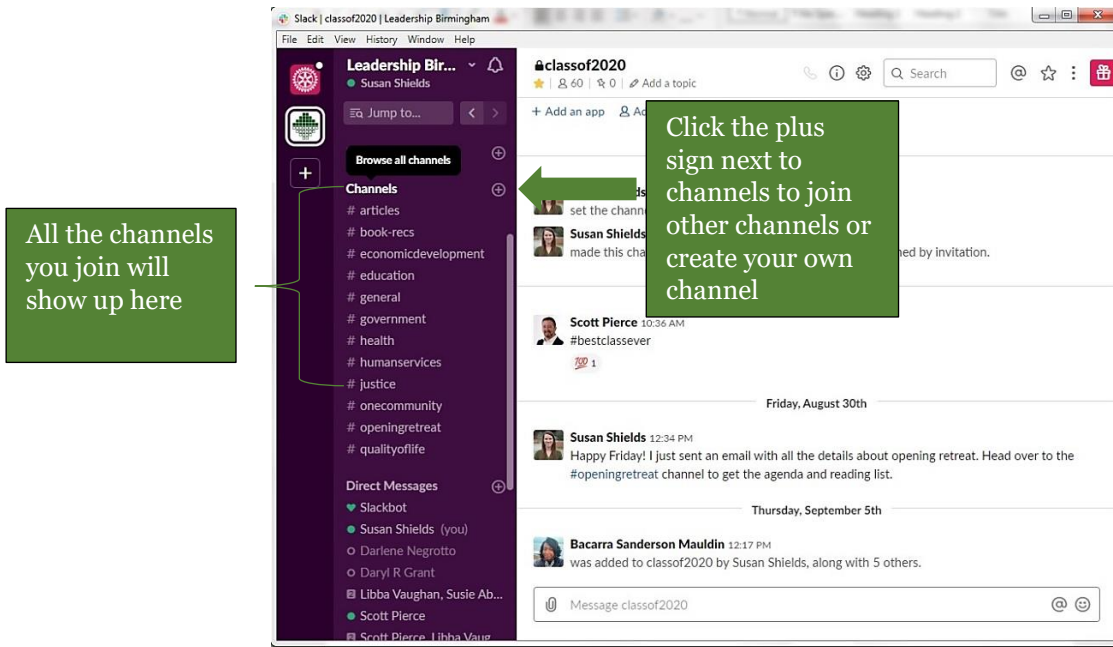 Slack | classof2020 | Leadership Birmingham
File Edit View History Window Help
Leadership Bir...
Susan Shields
Jump to...
Browse all channels
Channels
# articles
# book-recs
# economicdevelopment
# education
# general
# government
# health
# humanservices
# justice
# onecommunity
# openingretreat
# qualityoflife
Direct Messages
Slackbot
Susan Shields (you)
Darlene Negrotto
Daryl R Grant
Libba Vaughan, Susie Ab...
Scott Pierce
Scott Pierce, Libba Vaug...
classof2020
60 | 0 | Add a topic
Search
+ Add an app
set the
Susan Shields
made this
by invitation.
Scott Pierce 10:36 AM
#bestclassever
💯 1
Friday, August 30th
Susan Shields 12:34 PM
Happy Friday! I just sent an email with all the details about opening retreat. Head over to the
#openingretreat channel to get the agenda and reading list.
Thursday, September 5th
Bacarra Sanderson Mauldin 12:17 PM
was added to classof2020 by Susan Shields, along with 5 others.
Message classof2020
All the channels
you join will
show up here
Click the plus
sign next to
channels to join
other channels or
create your own
channel